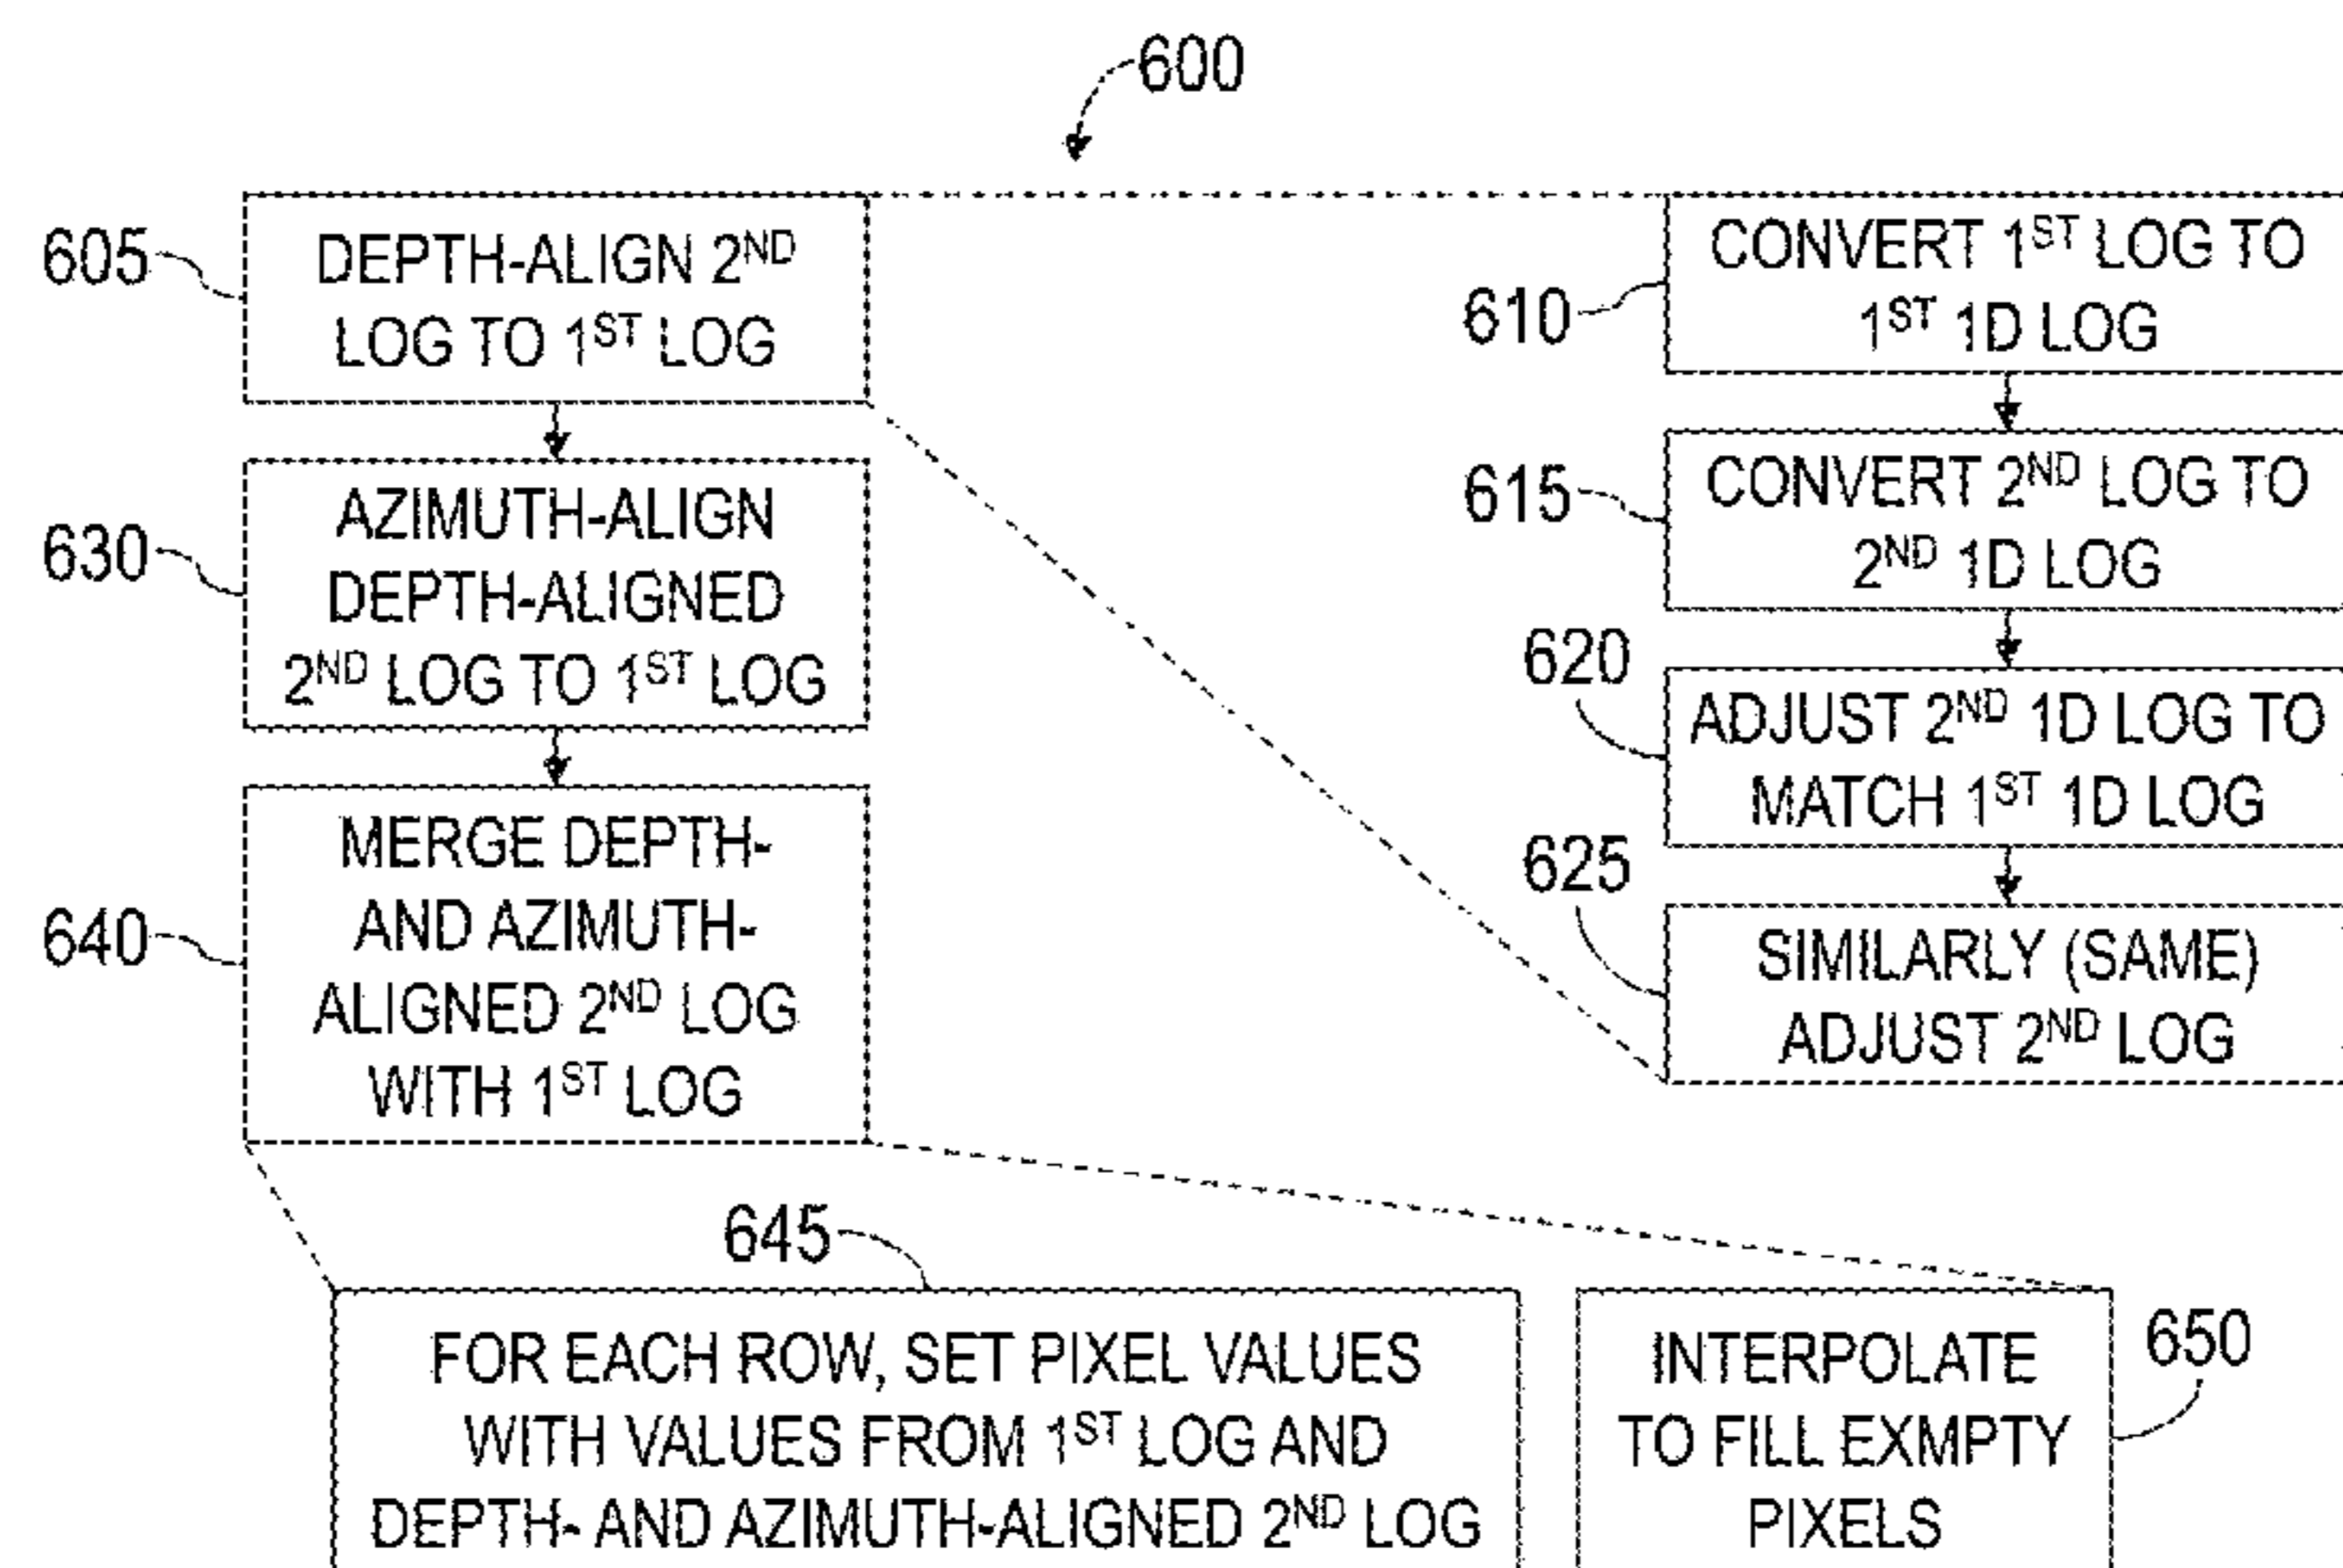 600
605
DEPTH-ALIGN 2ND
LOG TO 1ST LOG
630
AZIMUTH-ALIGN
DEPTH-ALIGNED
2ND LOG TO 1ST LOG
640
MERGE DEPTH-
AND AZIMUTH-
ALIGNED 2ND LOG
WITH 1ST LOG
610
CONVERT 1ST LOG TO
1ST 1D LOG
615
CONVERT 2ND LOG TO
2ND 1D LOG
620
ADJUST 2ND 1D LOG TO
MATCH 1ST 1D LOG
625
SIMILARLY (SAME)
ADJUST 2ND LOG
645
FOR EACH ROW, SET PIXEL VALUES
WITH VALUES FROM 1ST LOG AND
DEPTH- AND AZIMUTH-ALIGNED 2ND LOG
650
INTERPOLATE
TO FILL EXMPTY
PIXELS